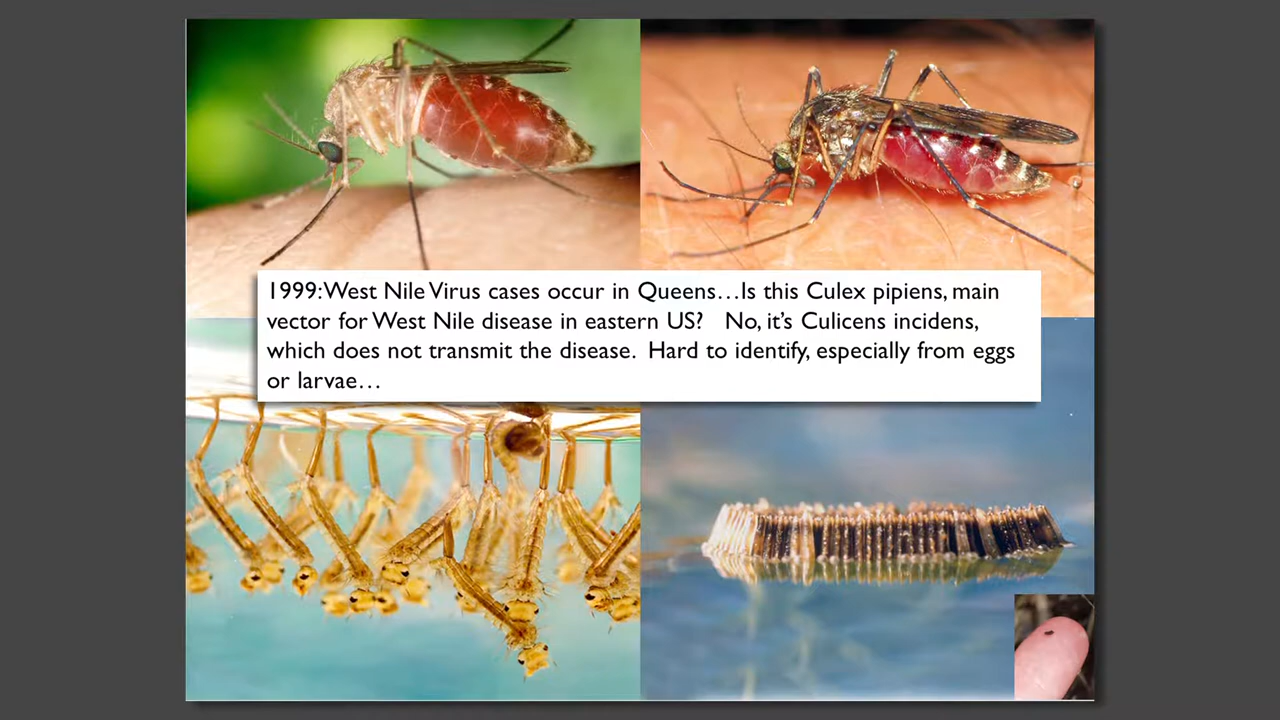 1999:West Nile Virus cases occur in Queens…Is this Culex pipiens, main
vector for West Nile disease in eastern US? No, it's Culicens incidens,
which does not transmit the disease. Hard to identify, especially from eggs
or larvae…